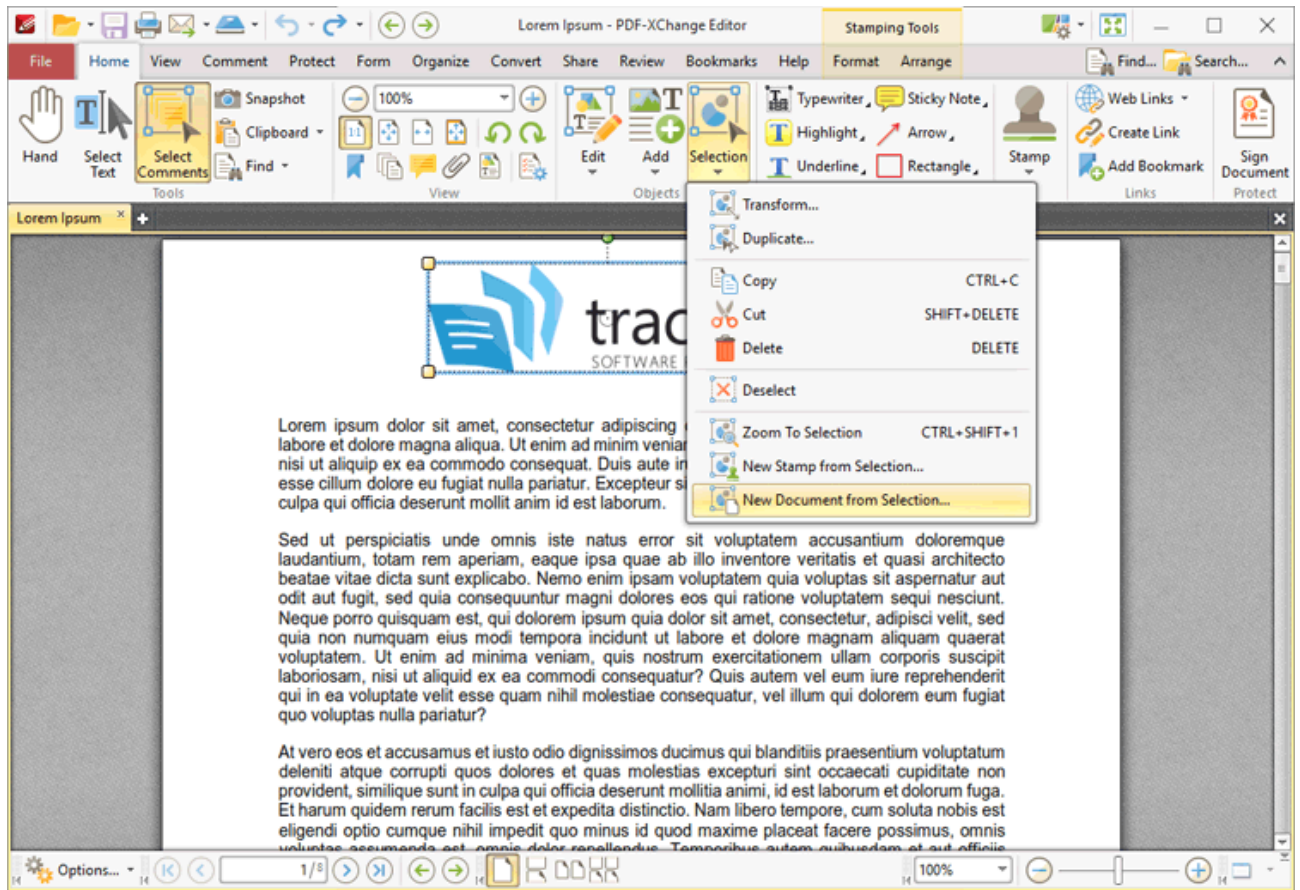 Lorem Ipsum - PDF-XChange Editor
Stamping Tools
File Home View Comment Protect Form Organize Convert Share Review Bookmarks Help Format Arrange Find... Search...
Snapshot 100% Typewriter Sticky Note Web Links
Clipboard 1:1 Highlight Arrow Create Link
Find Underline Rectangle Add Bookmark
Hand Select Text Select Comments Edit Add Selection Stamp Sign Document
Tools View Objects Links Protect
Lorem Ipsum
Transform...
Duplicate...
Copy CTRL+C
Cut SHIFT+DELETE
Delete DELETE
Deselect
Zoom To Selection CTRL+SHIFT+1
New Stamp from Selection...
New Document from Selection...
trac
SOFTWARE
Lorem ipsum dolor sit amet, consectetur adipiscing
labore et dolore magna aliqua. Ut enim ad minim veniam
nisi ut aliquip ex ea commodo consequat. Duis aute
esse cillum dolore eu fugiat nulla pariatur. Excepteur
culpa qui officia deserunt mollit anim id est laborum.
Sed ut perspiciatis unde omnis iste natus error sit voluptatem accusantium doloremque
laudantium, totam rem aperiam, eaque ipsa quae ab illo inventore veritatis et quasi architecto
beatae vitae dicta sunt explicabo. Nemo enim ipsam voluptatem quia voluptas sit aspernatur aut
odit aut fugit, sed quia consequuntur magni dolores eos qui ratione voluptatem sequi nesciunt.
Neque porro quisquam est, qui dolorem ipsum quia dolor sit amet, consectetur, adipisci velit, sed
quia non numquam eius modi tempora incidunt ut labore et dolore magnam aliquam quaerat
voluptatem. Ut enim ad minima veniam, quis nostrum exercitationem ullam corporis suscipit
laboriosam, nisi ut aliquid ex ea commodi consequatur? Quis autem vel eum iure reprehenderit
qui in ea voluptate velit esse quam nihil molestiae consequatur, vel illum qui dolorem eum fugiat
quo voluptas nulla pariatur?
At vero eos et accusamus et iusto odio dignissimos ducimus qui blanditiis praesentium voluptatum
deleniti atque corrupti quos dolores et quas molestias excepturi sint occaecati cupiditate non
provident, similique sunt in culpa qui officia deserunt mollitia animi, id est laborum et dolorum fuga.
Et harum quidem rerum facilis est et expedita distinctio. Nam libero tempore, cum soluta nobis est
eligendi optio cumque nihil impedit quo minus id quod maxime placeat facere possimus, omnis
voluptas assumenda est, omnis dolor repellendus. Temporibus autem quibusdam et aut officiis
Options... 1/8 100%